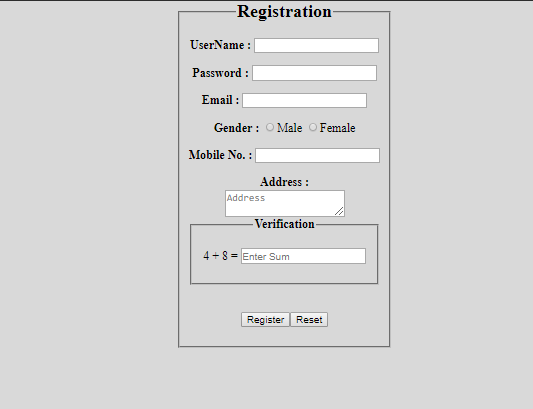 Registration
UserName :
Password :
Email :
Gender : Male Female
Mobile No. :
Address :
Address
Verification
4 + 8 = Enter Sum
Register Reset